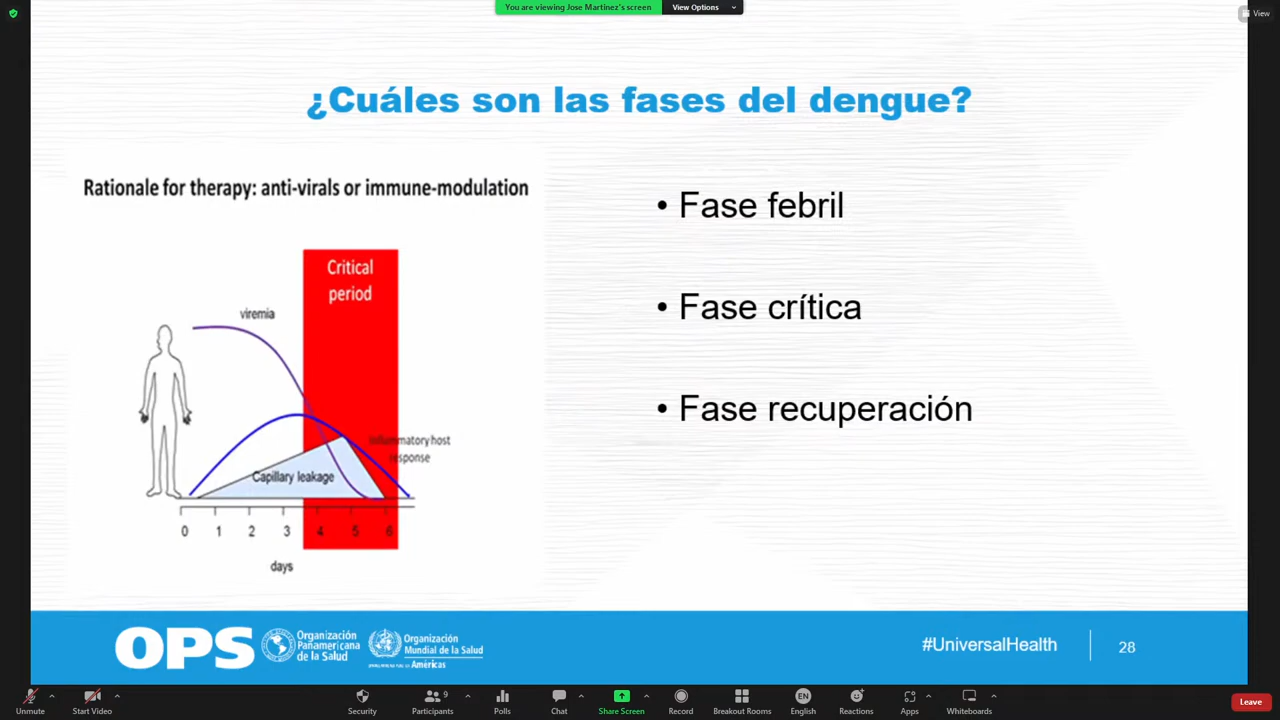 You are viewing Jose Martinez's screen
View Options
View
¿Cuáles son las fases del dengue?
Rationale for therapy: anti-virals or immune-modulation
Critical
period
viremia
Inflammatory host
response
Capillary leakage
0 1 2 3 4 5 6
days
• Fase febril
• Fase crítica
• Fase recuperación
OPS
Organización
Panamericana
de la Salud
Organización
Mundial de la Salud
Américas
#UniversalHealth
28
Unmute
Start Video
Security
9
Participants
Polls
Chat
Share Screen
Record
Breakout Rooms
EN
English
Reactions
Apps
Whiteboards
Leave